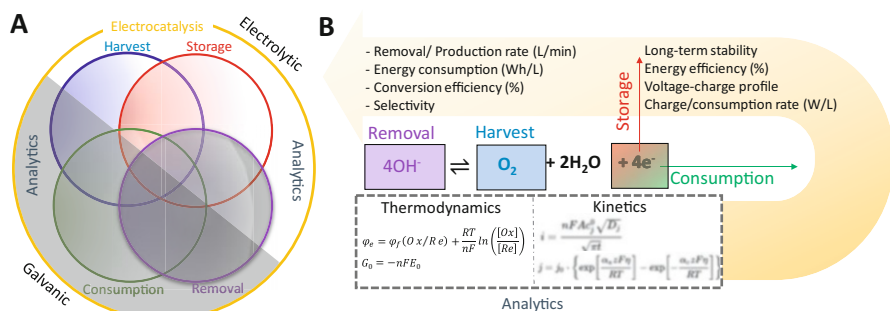 A
Electrocatalysis
Electrolytic
Harvest
Storage
Analytics
Analytics
Galvanic
Consumption
Removal
B
- Removal/ Production rate (L/min)
- Energy consumption (Wh/L)
- Conversion efficiency (%)
- Selectivity
Storage
Long-term stability
Energy efficiency (%)
Voltage-charge profile
Charge/consumption rate (W/L)
Removal
Harvest
4OH⁻ ⇌ O₂ + 2H₂O + 4e⁻
Consumption
Thermodynamics
φₑ = φ_f (Ox/Re) + RT/nF ln([Ox]/[Re])
G₀ = −nFE₀
Kinetics
Analytics